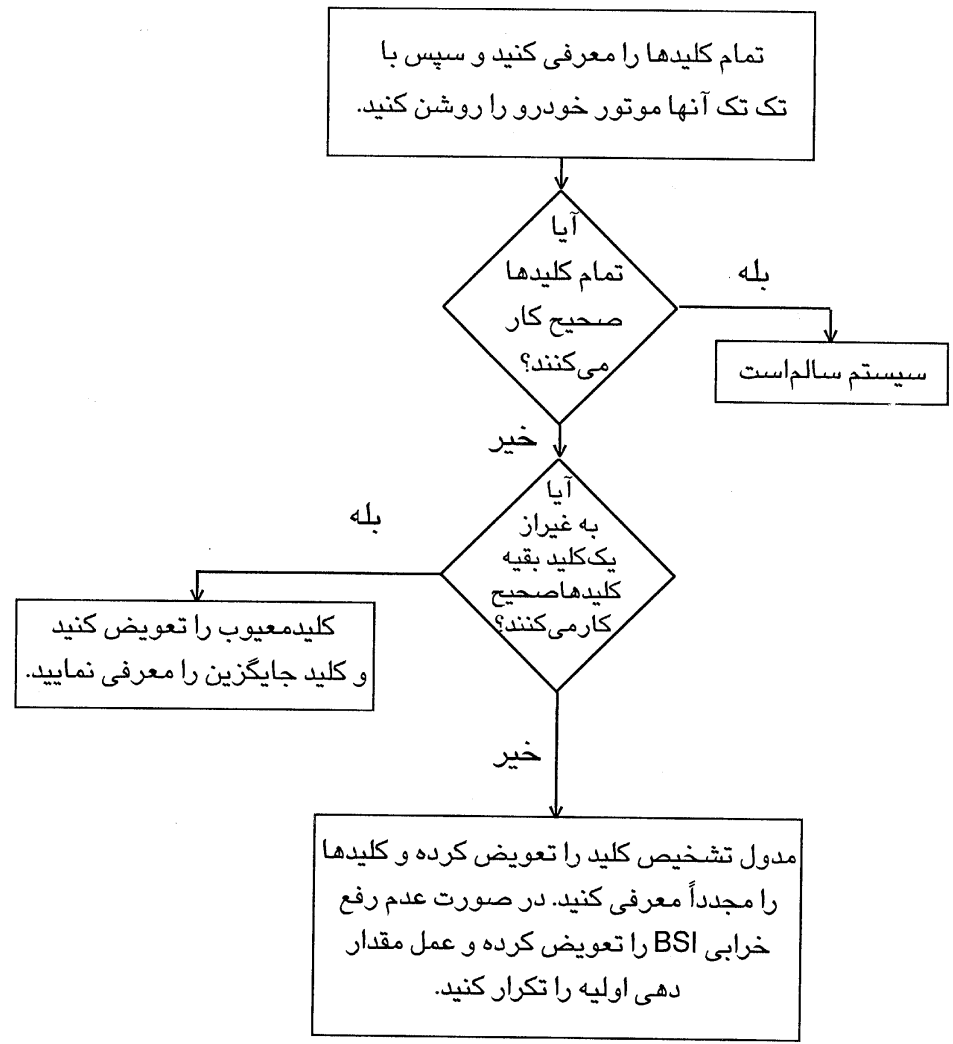 تمام کلیدها را معرفی کنید و سپس با
تک تک آنها موتور خودرو را روشن کنید.
آیا
تمام کلیدها
صحیح کار
می‌کنند؟
بله
سیستم سالم‌است
خیر
آیا
به غیراز
یک‌کلید بقیه
کلیدهاصحیح
کارمی‌کنند؟
بله
کلیدمعیوب را تعویض کنید
و کلید جایگزین را معرفی نمایید.
خیر
مدول تشخیص کلید را تعویض کرده و کلیدها
را مجدداً معرفی کنید. در صورت عدم رفع
خرابی BSI را تعویض کرده و عمل مقدار
دهی اولیه را تکرار کنید.